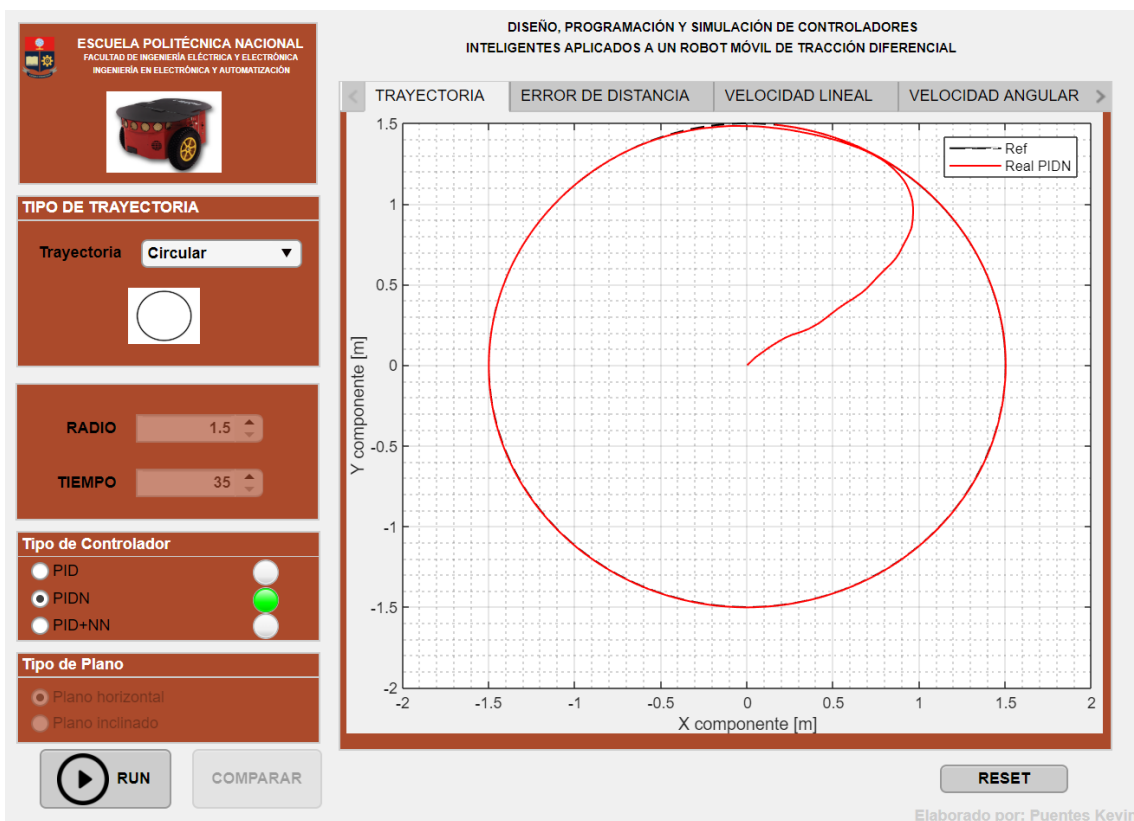 ESCUELA POLITÉCNICA NACIONAL
FACULTAD DE INGENIERÍA ELÉCTRICA Y ELECTRÓNICA
INGENIERÍA EN ELECTRÓNICA Y AUTOMATIZACIÓN
DISEÑO, PROGRAMACIÓN Y SIMULACIÓN DE CONTROLADORES
INTELIGENTES APLICADOS A UN ROBOT MÓVIL DE TRACCIÓN DIFERENCIAL
TIPO DE TRAYECTORIA
Trayectoria Circular
RADIO 1.5
TIEMPO 35
Tipo de Controlador
PID
PIDN
PID+NN
Tipo de Plano
Plano horizontal
Plano inclinado
RUN
COMPARAR
TRAYECTORIA ERROR DE DISTANCIA VELOCIDAD LINEAL VELOCIDAD ANGULAR
Ref
Real PIDN
1.5
1
0.5
0
-0.5
-1
-1.5
-2
Y componente [m]
-2 -1.5 -1 -0.5 0 0.5 1 1.5 2
X componente [m]
RESET
Elaborado por: Puentes Kevin